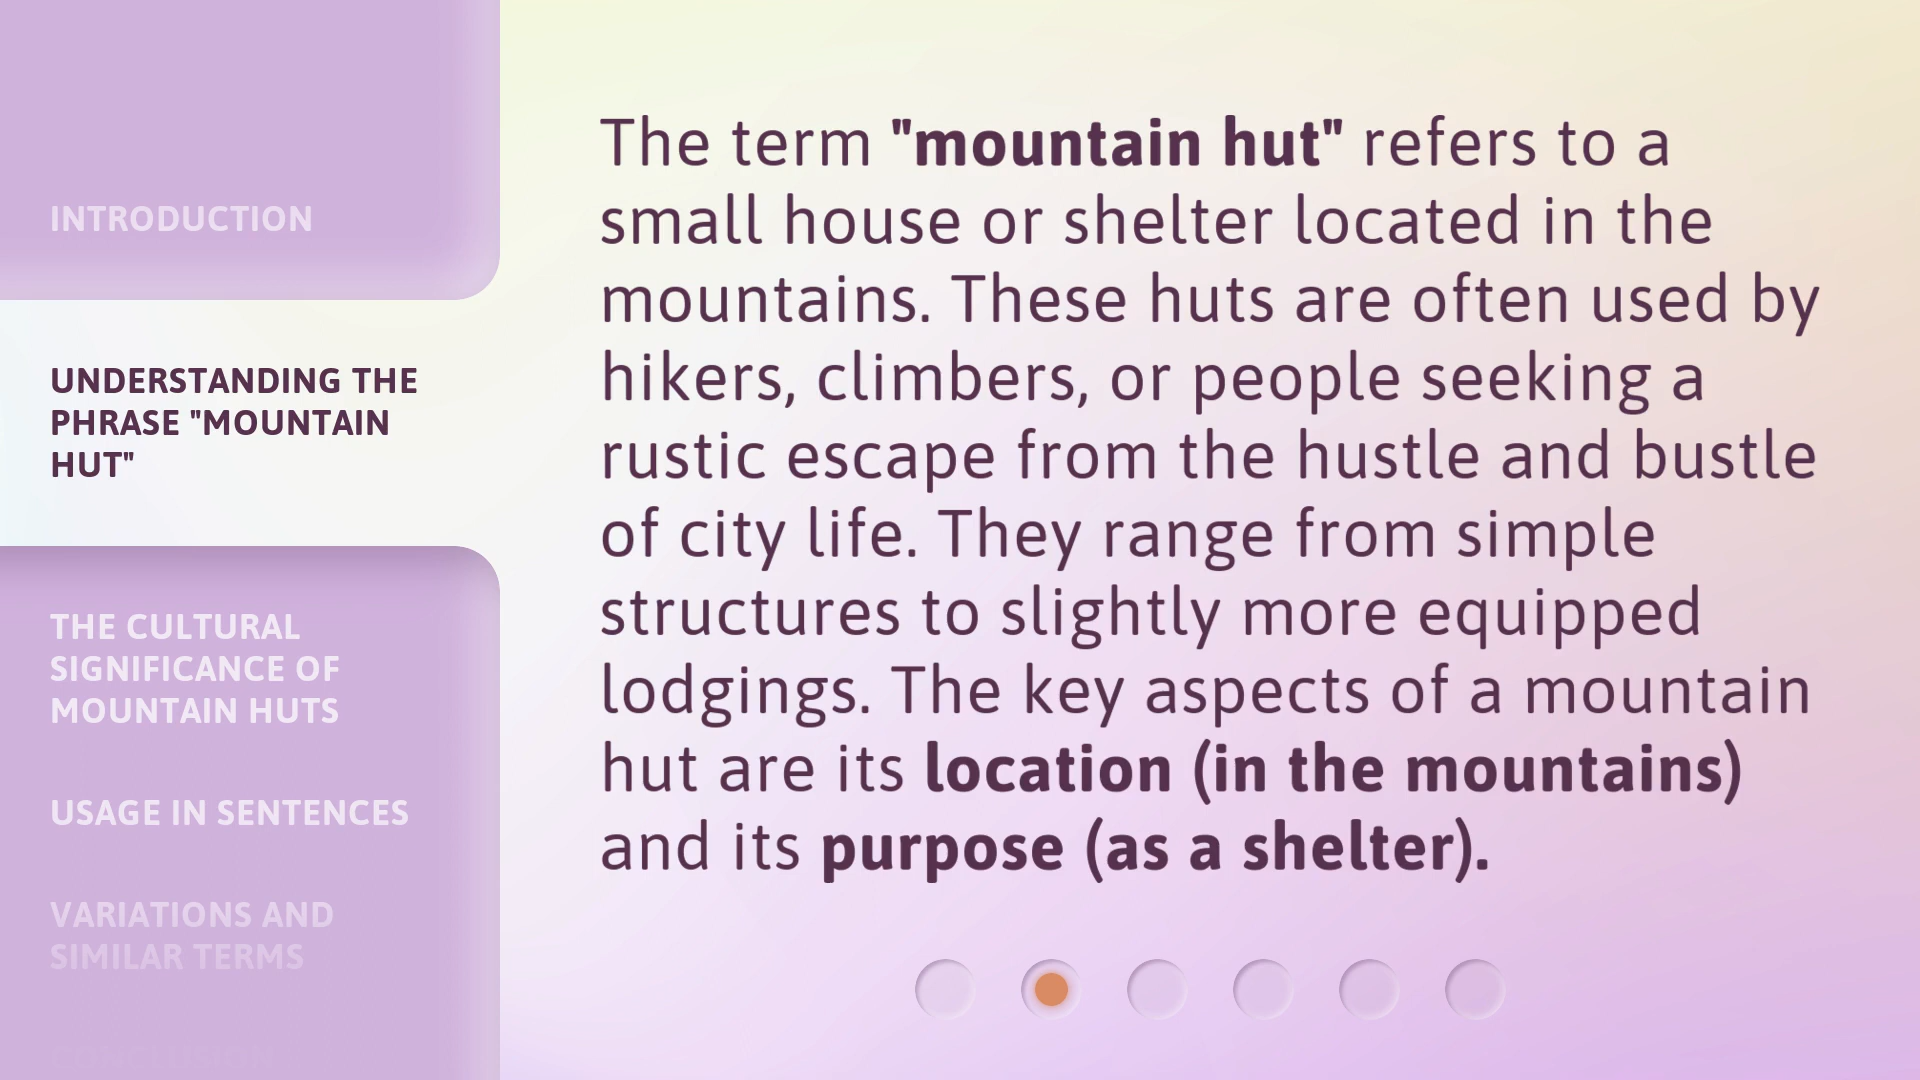 INTRODUCTION
UNDERSTANDING THE
PHRASE "MOUNTAIN
HUT"
THE CULTURAL
SIGNIFICANCE OF
MOUNTAIN HUTS
USAGE IN SENTENCES
VARIATIONS AND
SIMILAR TERMS
CONCLUSION
The term "mountain hut" refers to a
small house or shelter located in the
mountains. These huts are often used by
hikers, climbers, or people seeking a
rustic escape from the hustle and bustle
of city life. They range from simple
structures to slightly more equipped
lodgings. The key aspects of a mountain
hut are its location (in the mountains)
and its purpose (as a shelter).